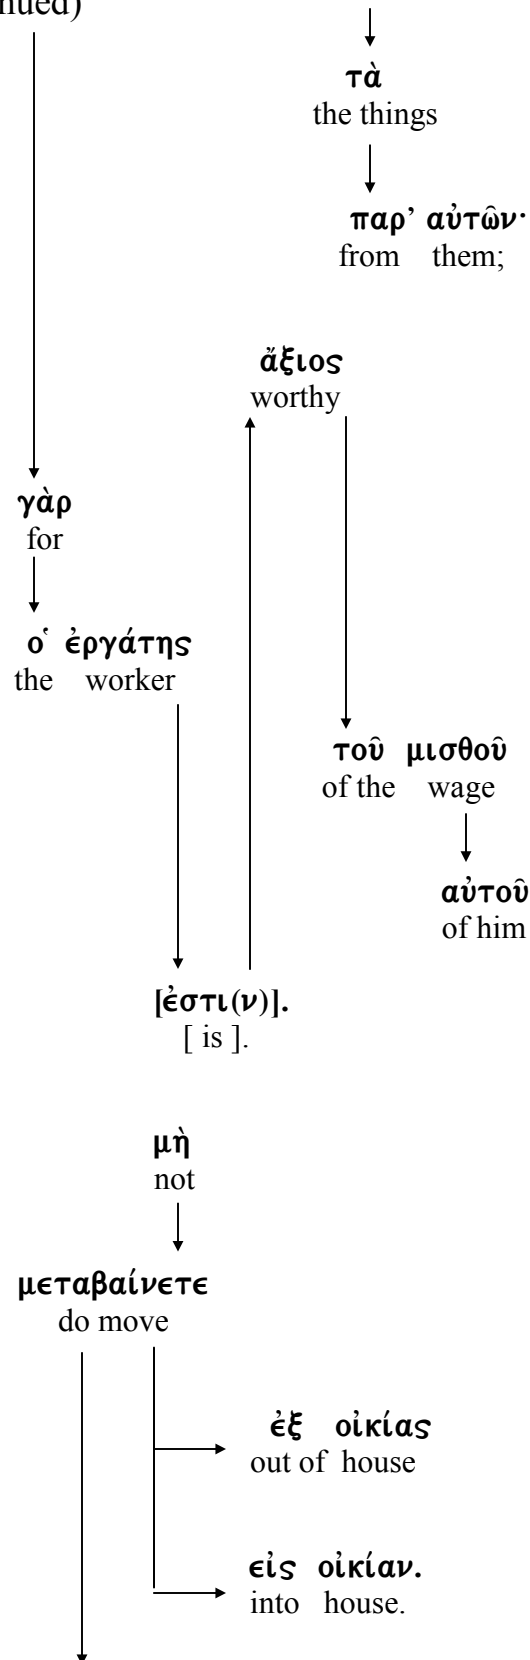 nued)
τὰ
the things
παρ’ αὐτῶν·
from them;
ἄξιος
worthy
γὰρ
for
ὁ ἐργάτης
the worker
τοῦ μισθοῦ
of the wage
αὐτοῦ
of him
[ἐστι(ν)].
[ is ].
μὴ
not
μεταβαίνετε
do move
ἐξ οἰκίας
out of house
εἰς οἰκίαν.
into house.